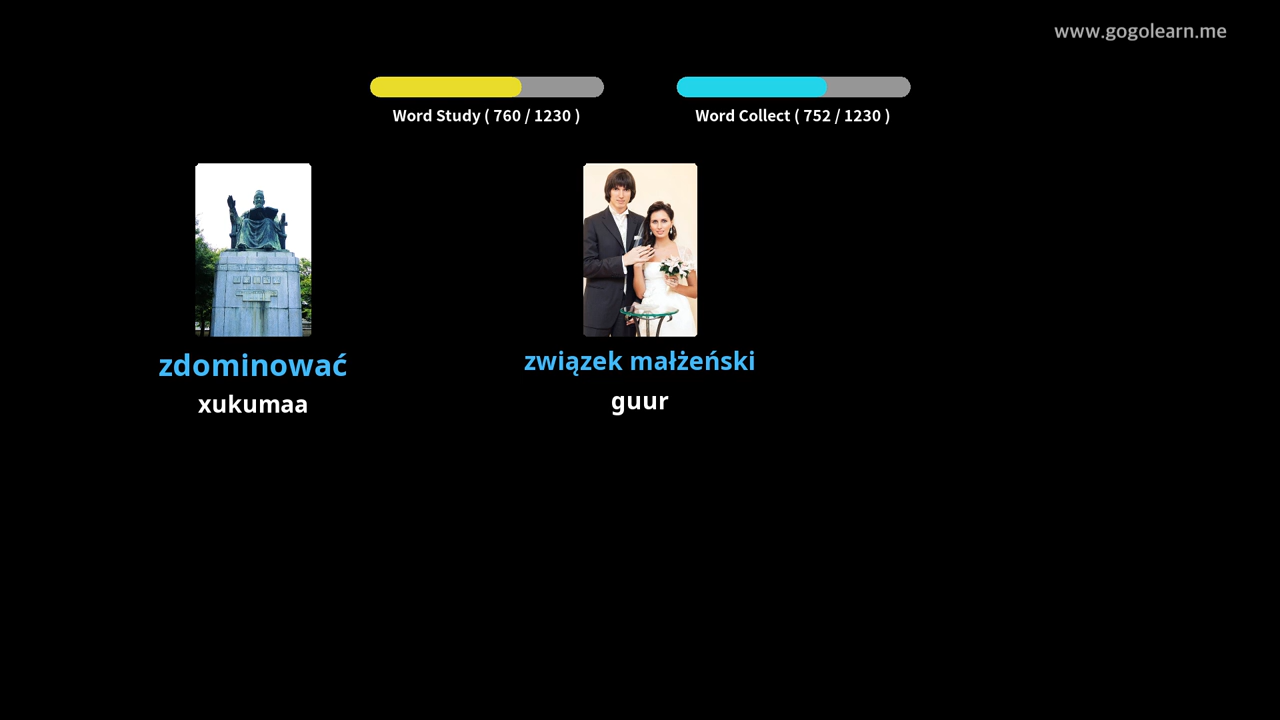 www.gogolearn.me
Word Study ( 760 / 1230 )
Word Collect ( 752 / 1230 )
zdominować
xukumaa
związek małżeński
guur